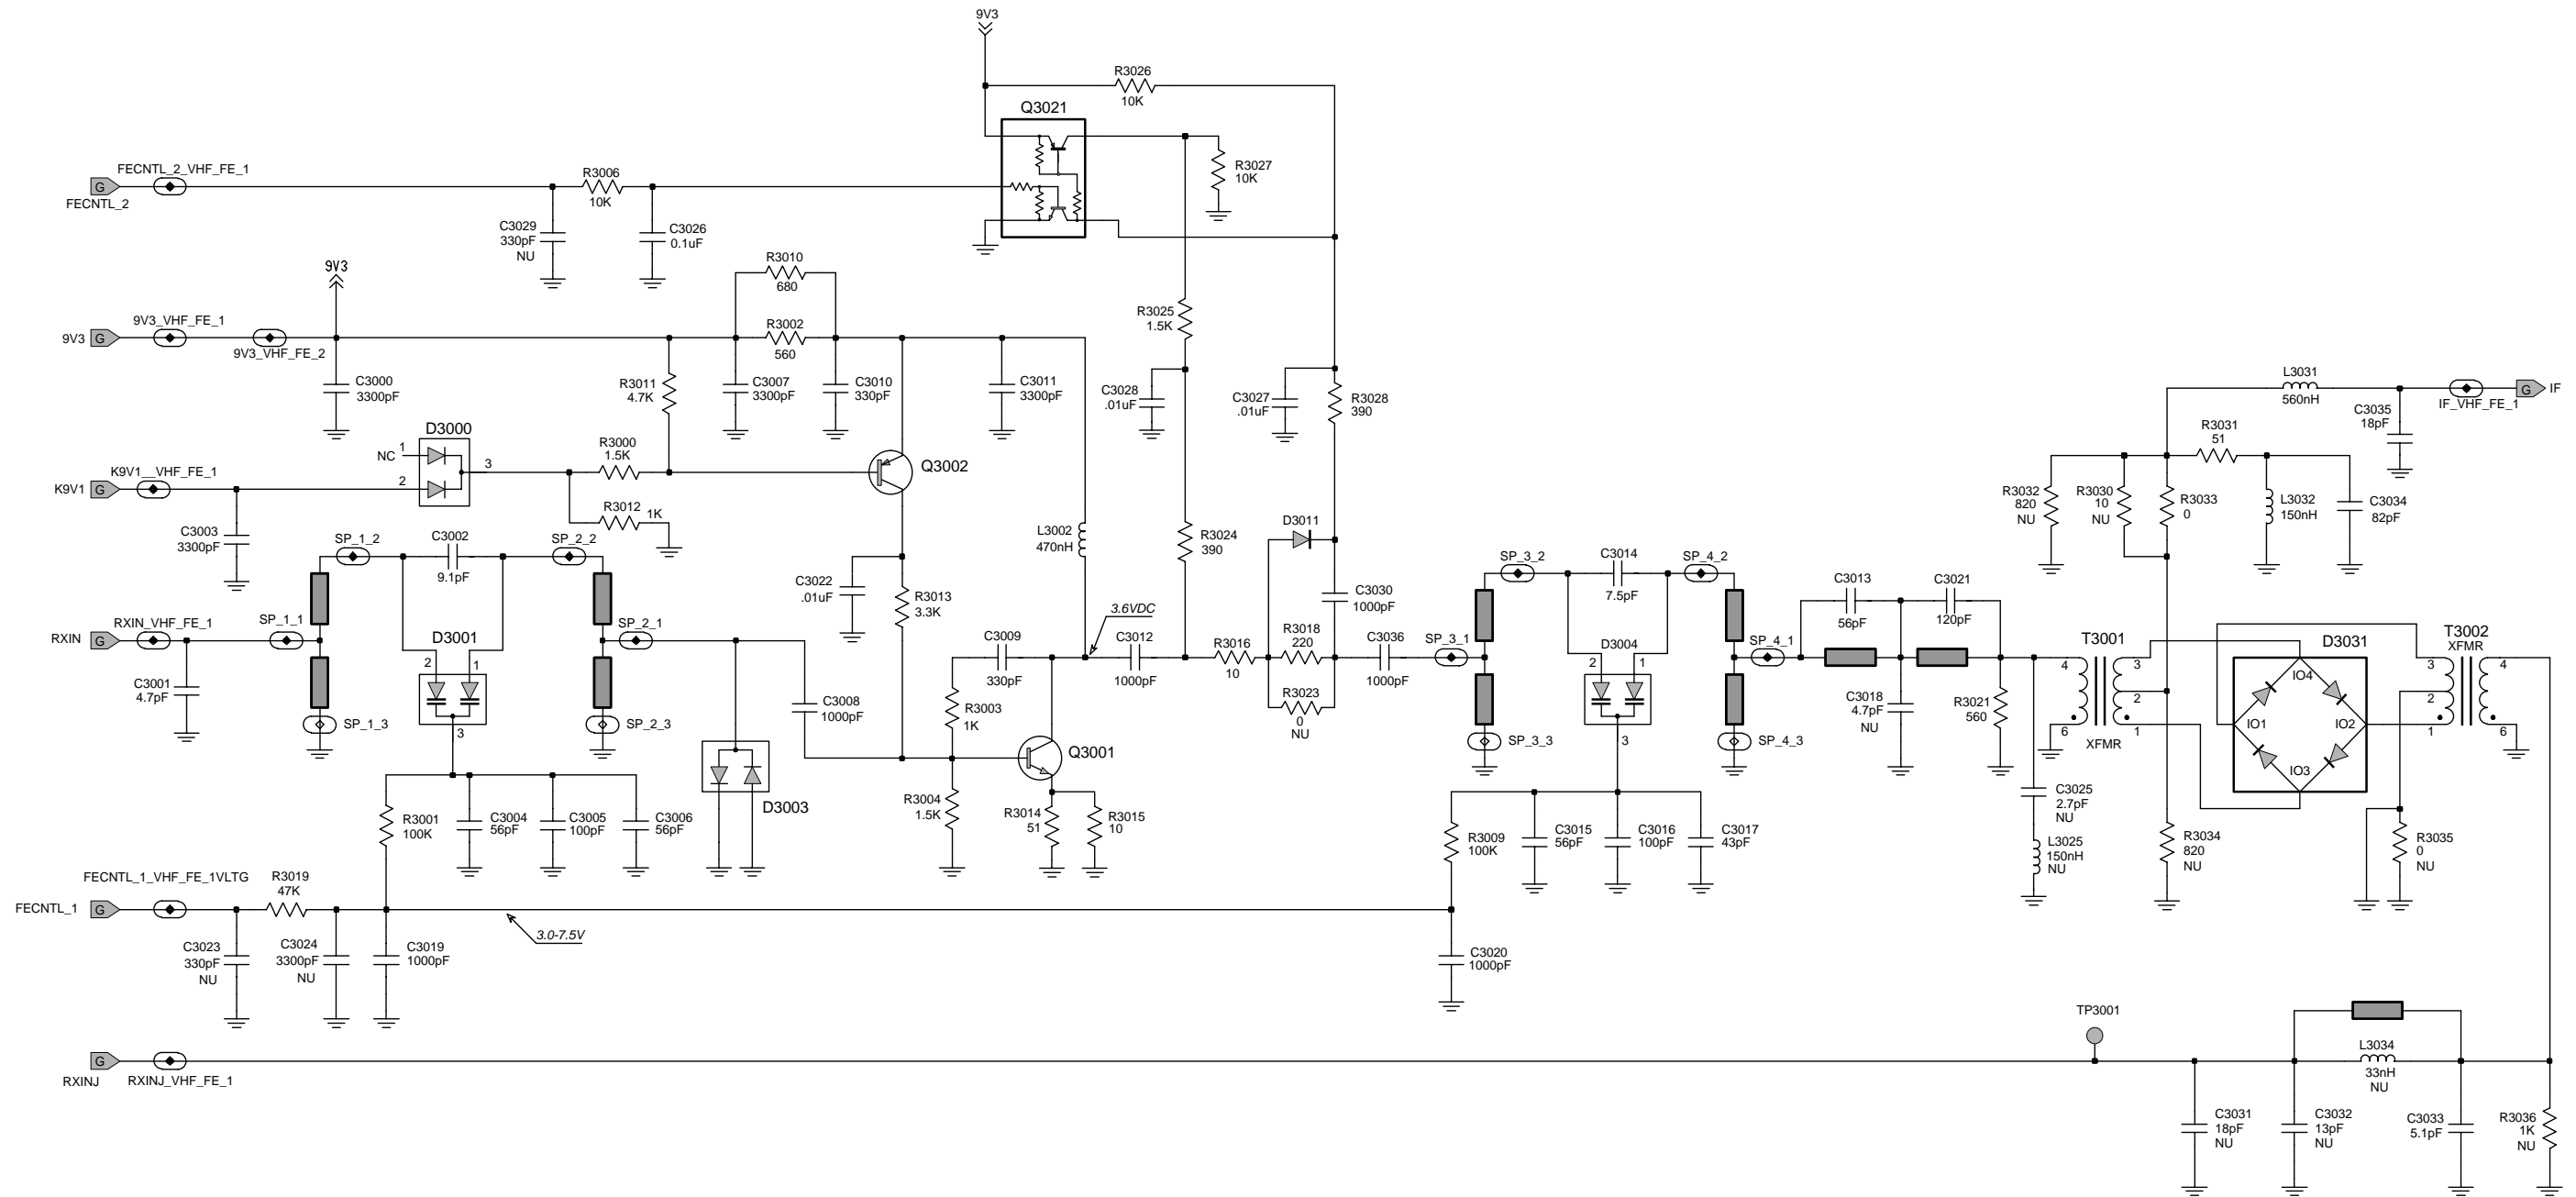 9V3
R3026
10K
Q3021
R3027
10K
FECNTL_2_VHF_FE_1
G
FECNTL_2
R3006
10K
C3029
330pF
NU
C3026
0.1uF
9V3
R3010
680
R3025
1.5K
9V3_VHF_FE_1
9V3
G
9V3_VHF_FE_2
R3002
560
C3000
3300pF
R3011
4.7K
C3007
3300pF
C3010
330pF
C3011
3300pF
C3028
.01uF
C3027
.01uF
R3028
390
L3031
560nH
G
IF
IF_VHF_FE_1
C3035
18pF
R3031
51
D3000
NC
1
2
3
R3000
1.5K
Q3002
K9V1__VHF_FE_1
K9V1
G
C3003
3300pF
R3012
1K
L3002
470nH
R3024
390
D3011
R3032
820
NU
R3030
10
NU
R3033
0
L3032
150nH
C3034
82pF
SP_1_2
C3002
9.1pF
SP_2_2
C3022
.01uF
R3013
3.3K
3.6VDC
C3030
1000pF
SP_3_2
C3014
7.5pF
SP_4_2
C3013
56pF
C3021
120pF
RXIN
G
RXIN_VHF_FE_1
SP_1_1
D3001
2
1
3
SP_2_1
C3009
330pF
C3012
1000pF
R3016
10
R3018
220
R3023
0
NU
C3036
1000pF
SP_3_1
D3004
2
1
3
SP_4_1
T3001
4
6
3
2
1
XFMR
D3031
IO4
IO1
IO2
IO3
T3002
XFMR
3
2
1
4
6
C3001
4.7pF
SP_1_3
SP_2_3
C3008
1000pF
R3003
1K
Q3001
SP_3_3
SP_4_3
C3018
4.7pF
NU
R3021
560
D3003
R3001
100K
C3004
56pF
C3005
100pF
C3006
56pF
R3004
1.5K
R3014
51
R3015
10
R3009
100K
C3015
56pF
C3016
100pF
C3017
43pF
C3025
2.7pF
NU
L3025
150nH
NU
R3034
820
NU
R3035
0
NU
FECNTL_1_VHF_FE_1VLTG
FECNTL_1
G
R3019
47K
3.0-7.5V
C3023
330pF
NU
C3024
3300pF
NU
C3019
1000pF
C3020
1000pF
TP3001
G
RXINJ
RXINJ_VHF_FE_1
L3034
33nH
NU
C3031
18pF
NU
C3032
13pF
NU
C3033
5.1pF
R3036
1K
NU